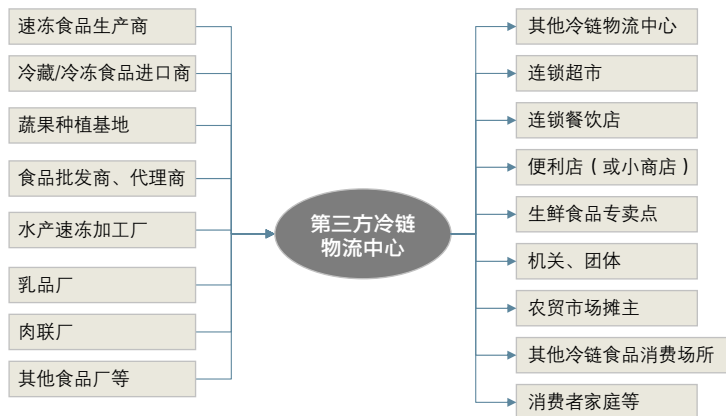 速冻食品生产商
冷藏/冷冻食品进口商
蔬果种植基地
食品批发商、代理商
水产速冻加工厂
乳品厂
肉联厂
其他食品厂等
第三方冷链
物流中心
其他冷链物流中心
连锁超市
连锁餐饮店
便利店（或小商店）
生鲜食品专卖点
机关、团体
农贸市场摊主
其他冷链食品消费场所
消费者家庭等